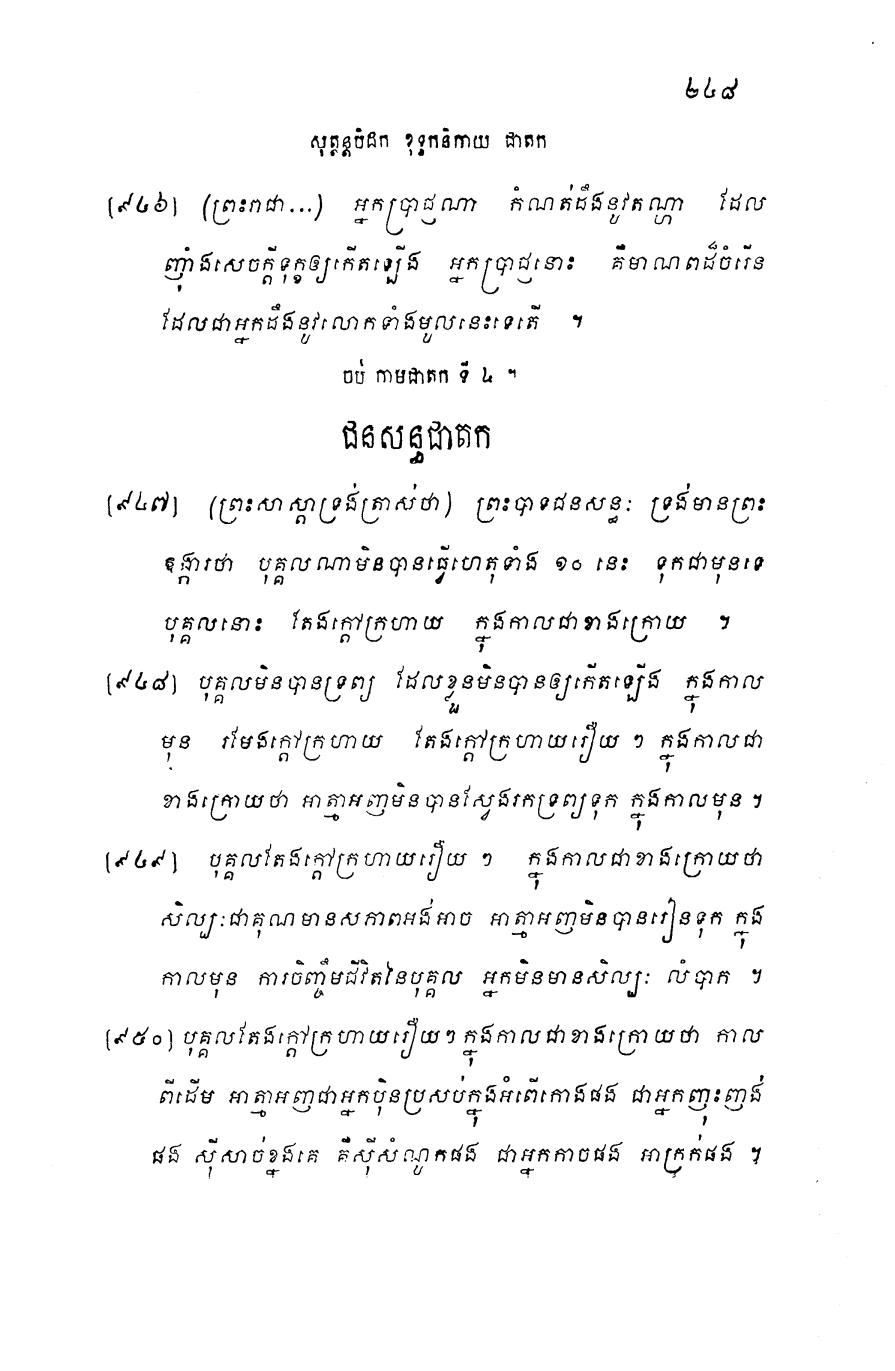 ២៤៨
សុត្តន្តបិដក ខុទ្ទកនិកាយ ជាតក
[៩៤៦] (ព្រះរាជា...) អ្នកប្រាជ្ញណា កំណត់ដឹងនូវតណ្ហា ដែល
ញ៉ាំងសេចក្តីទុក្ខឲ្យកើតឡើង អ្នកប្រាជ្ញនោះ គឺមាណពដ៏ចំរើន
ដែលជាអ្នកដឹងនូវលោកទាំងមូលនេះទេតើ ។
ចប់ កាមជាតក ទី ៤ ។
ជនសន្ធជាតក
[៩៤៧] (ព្រះសាស្តាទ្រង់ត្រាស់ថា) ព្រះបាទជនសន្ធៈ ទ្រង់មានព្រះ
ឱង្ការថា បុគ្គលណាមិនបានធ្វើហេតុទាំង ១០ នេះ ទុកជាមុនទេ
បុគ្គលនោះ តែងក្តៅក្រហាយ ក្នុងកាលជាខាងក្រោយ ។
[៩៤៨] បុគ្គលមិនបានទ្រព្យ ដែលខ្លួនមិនបានឲ្យកើតឡើង ក្នុងកាល
មុន រមែងក្តៅក្រហាយ តែងក្តៅក្រហាយរឿយ ៗ ក្នុងកាលជា
ខាងក្រោយថា អាត្មាអញមិនបានស្វែងរកទ្រព្យទុក ក្នុងកាលមុន ។
[៩៤៩] បុគ្គលតែងក្តៅក្រហាយរឿយ ៗ ក្នុងកាលជាខាងក្រោយថា
សិល្បៈជាគុណមានសភាពអង់អាច អាត្មាអញមិនបានរៀនទុក ក្នុង
កាលមុន ការចិញ្ចឹមជីវិតនៃបុគ្គល អ្នកមិនមានសិល្បៈ លំបាក ។
[៩៥០] បុគ្គលតែងក្តៅក្រហាយរឿយៗ ក្នុងកាលជាខាងក្រោយថា កាល
ពីដើម អាត្មាអញជាអ្នកប៉ិនប្រសប់ក្នុងអំពើកោងផង ជាអ្នកញុះញង់
ផង ស៊ីសាច់ខ្នងគេ គឺស៊ីសំណូកផង ជាអ្នកកាចផង អាក្រក់ផង ។